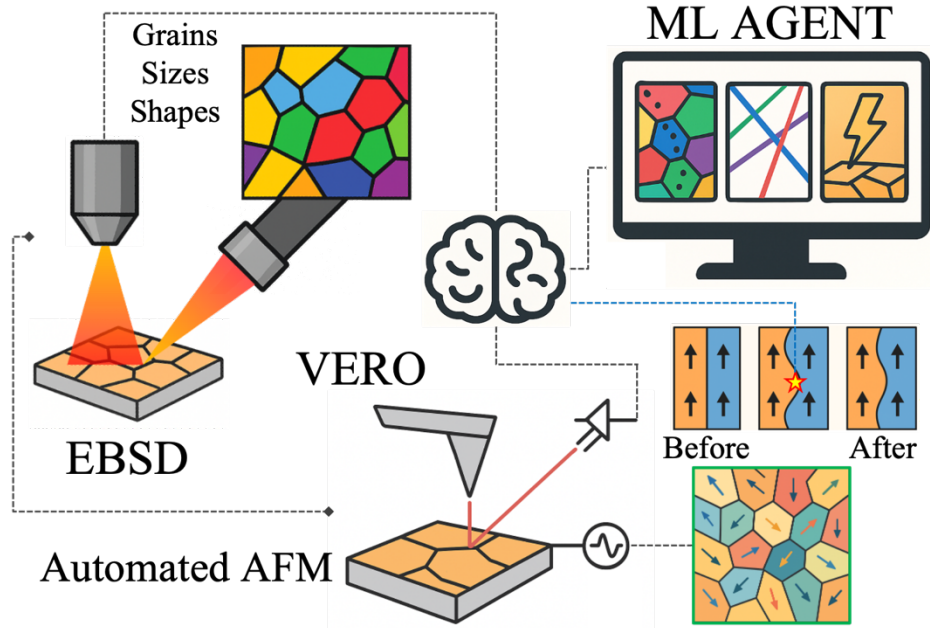 Grains
Sizes
Shapes
ML AGENT
EBSD
VERO
Before
After
Automated AFM